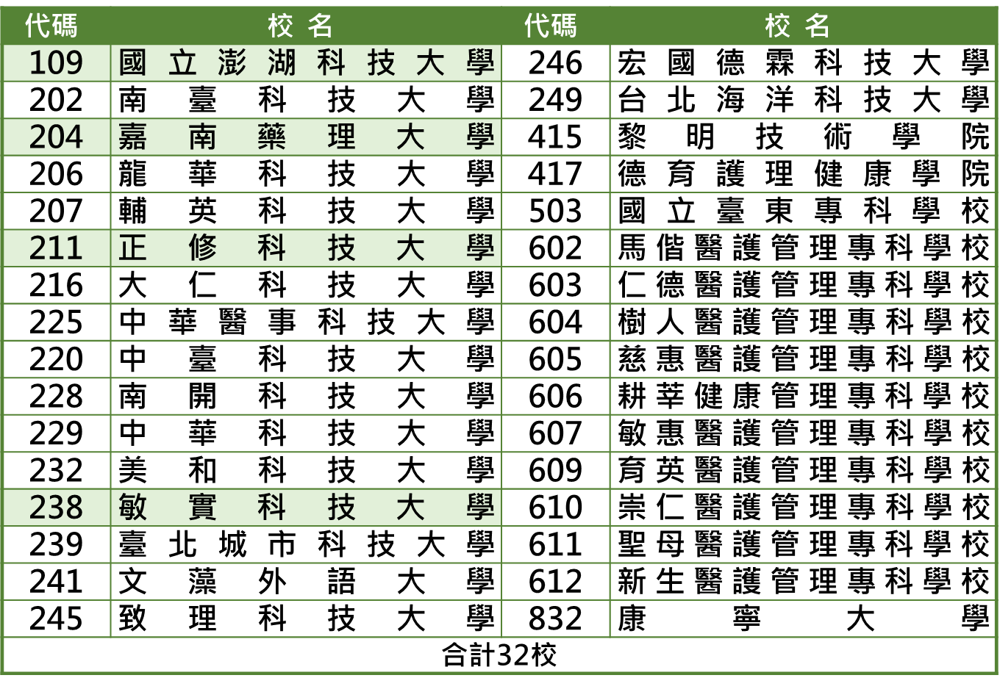 代碼 校名 代碼 校名
109 國立澎湖科技大學 246 宏國德霖科技大學
202 南臺科技大學 249 台北海洋科技大學
204 嘉南藥理大學 415 黎明技術學院
206 龍華科技大學 417 德育護理健康學院
207 輔英科技大學 503 國立臺東專科學校
211 正修科技大學 602 馬偕醫護管理專科學校
216 大仁科技大學 603 仁德醫護管理專科學校
225 中華醫事科技大學 604 樹人醫護管理專科學校
220 中臺科技大學 605 慈惠醫護管理專科學校
228 南開科技大學 606 耕莘健康管理專科學校
229 中華科技大學 607 敏惠醫護管理專科學校
232 美和科技大學 609 育英醫護管理專科學校
238 敏實科技大學 610 崇仁醫護管理專科學校
239 臺北城市科技大學 611 聖母醫護管理專科學校
241 文藻外語大學 612 新生醫護管理專科學校
245 致理科技大學 832 康寧大學
合計32校